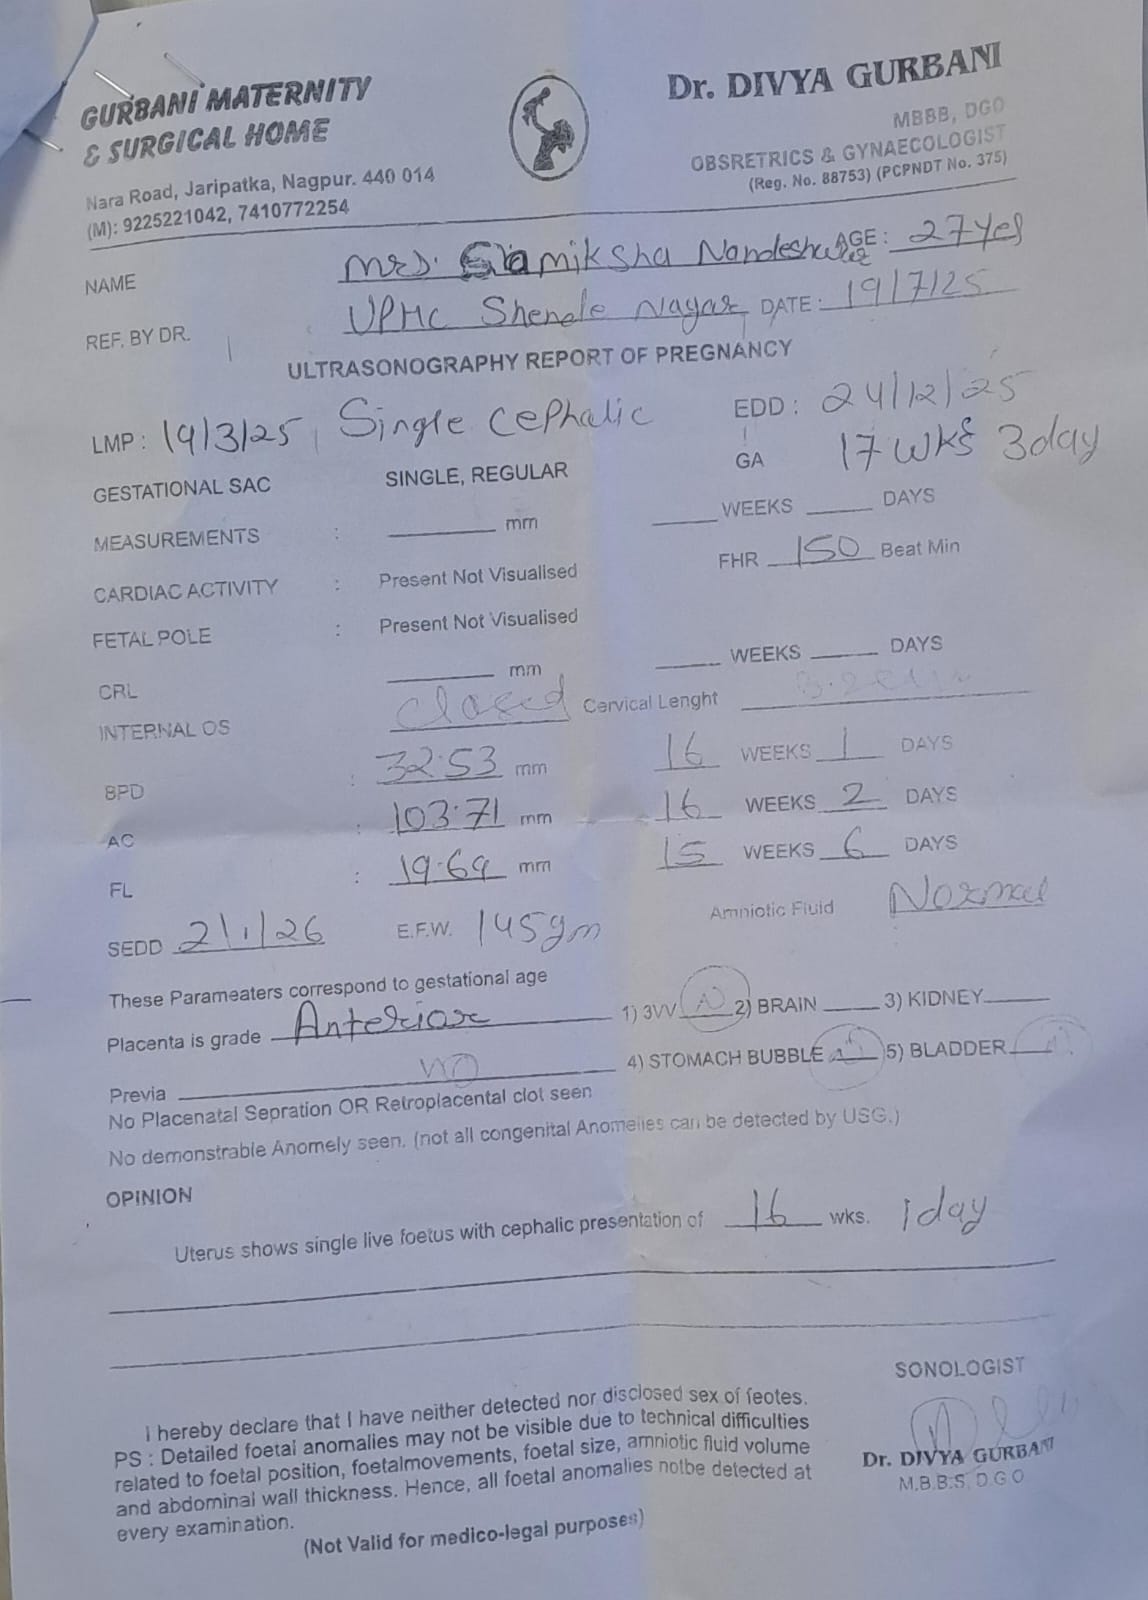 GURBANI MATERNITY
& SURGICAL HOME
Nara Road, Jaripatka, Nagpur. 440 014
(M): 9225221042, 7410772254
Dr. DIVYA GURBANI
MBBB, DGO
OBSRETRICS & GYNAECOLOGIST
(Reg. No. 88753) (PCPNDT No. 375)
NAME Mrs. Samiksha Nandeshwar AGE: 27 yes
REF. BY DR. UPHC Shende Nagar DATE: 19/7/25
ULTRASONOGRAPHY REPORT OF PREGNANCY
LMP: 19/3/25 Single Cephalic EDD: 24/12/25
GESTATIONAL SAC SINGLE, REGULAR GA 17 wks 3day
MEASUREMENTS : mm WEEKS DAYS
CARDIAC ACTIVITY : Present Not Visualised FHR 150 Beat Min
FETAL POLE : Present Not Visualised
CRL mm WEEKS DAYS
INTERNAL OS closed Cervical Lenght
BPD : 32.53 mm 16 WEEKS 1 DAYS
AC : 103.71 mm 16 WEEKS 2 DAYS
FL : 19.69 mm 15 WEEKS 6 DAYS
SEDD 2/1/26 E.F.W. 145gm Amniotic Fluid Normal
These Parameaters correspond to gestational age
Placenta is grade Anterior 1) 3VV N 2) BRAIN 3) KIDNEY
Previa NO 4) STOMACH BUBBLE N 5) BLADDER N
No Placenatal Sepration OR Retroplacental clot seen
No demonstrable Anomely seen. (not all congenital Anomelies can be detected by USG.)
OPINION
Uterus shows single live foetus with cephalic presentation of 16 wks. 1day
SONOLOGIST
Dr. DIVYA GURBANI
M.B.B.S, D.G.O
I hereby declare that I have neither detected nor disclosed sex of feotes.
PS : Detailed foetal anomalies may not be visible due to technical difficulties
related to foetal position, foetalmovements, foetal size, amniotic fluid volume
and abdominal wall thickness. Hence, all foetal anomalies notbe detected at
every examination.
(Not Valid for medico-legal purposes)